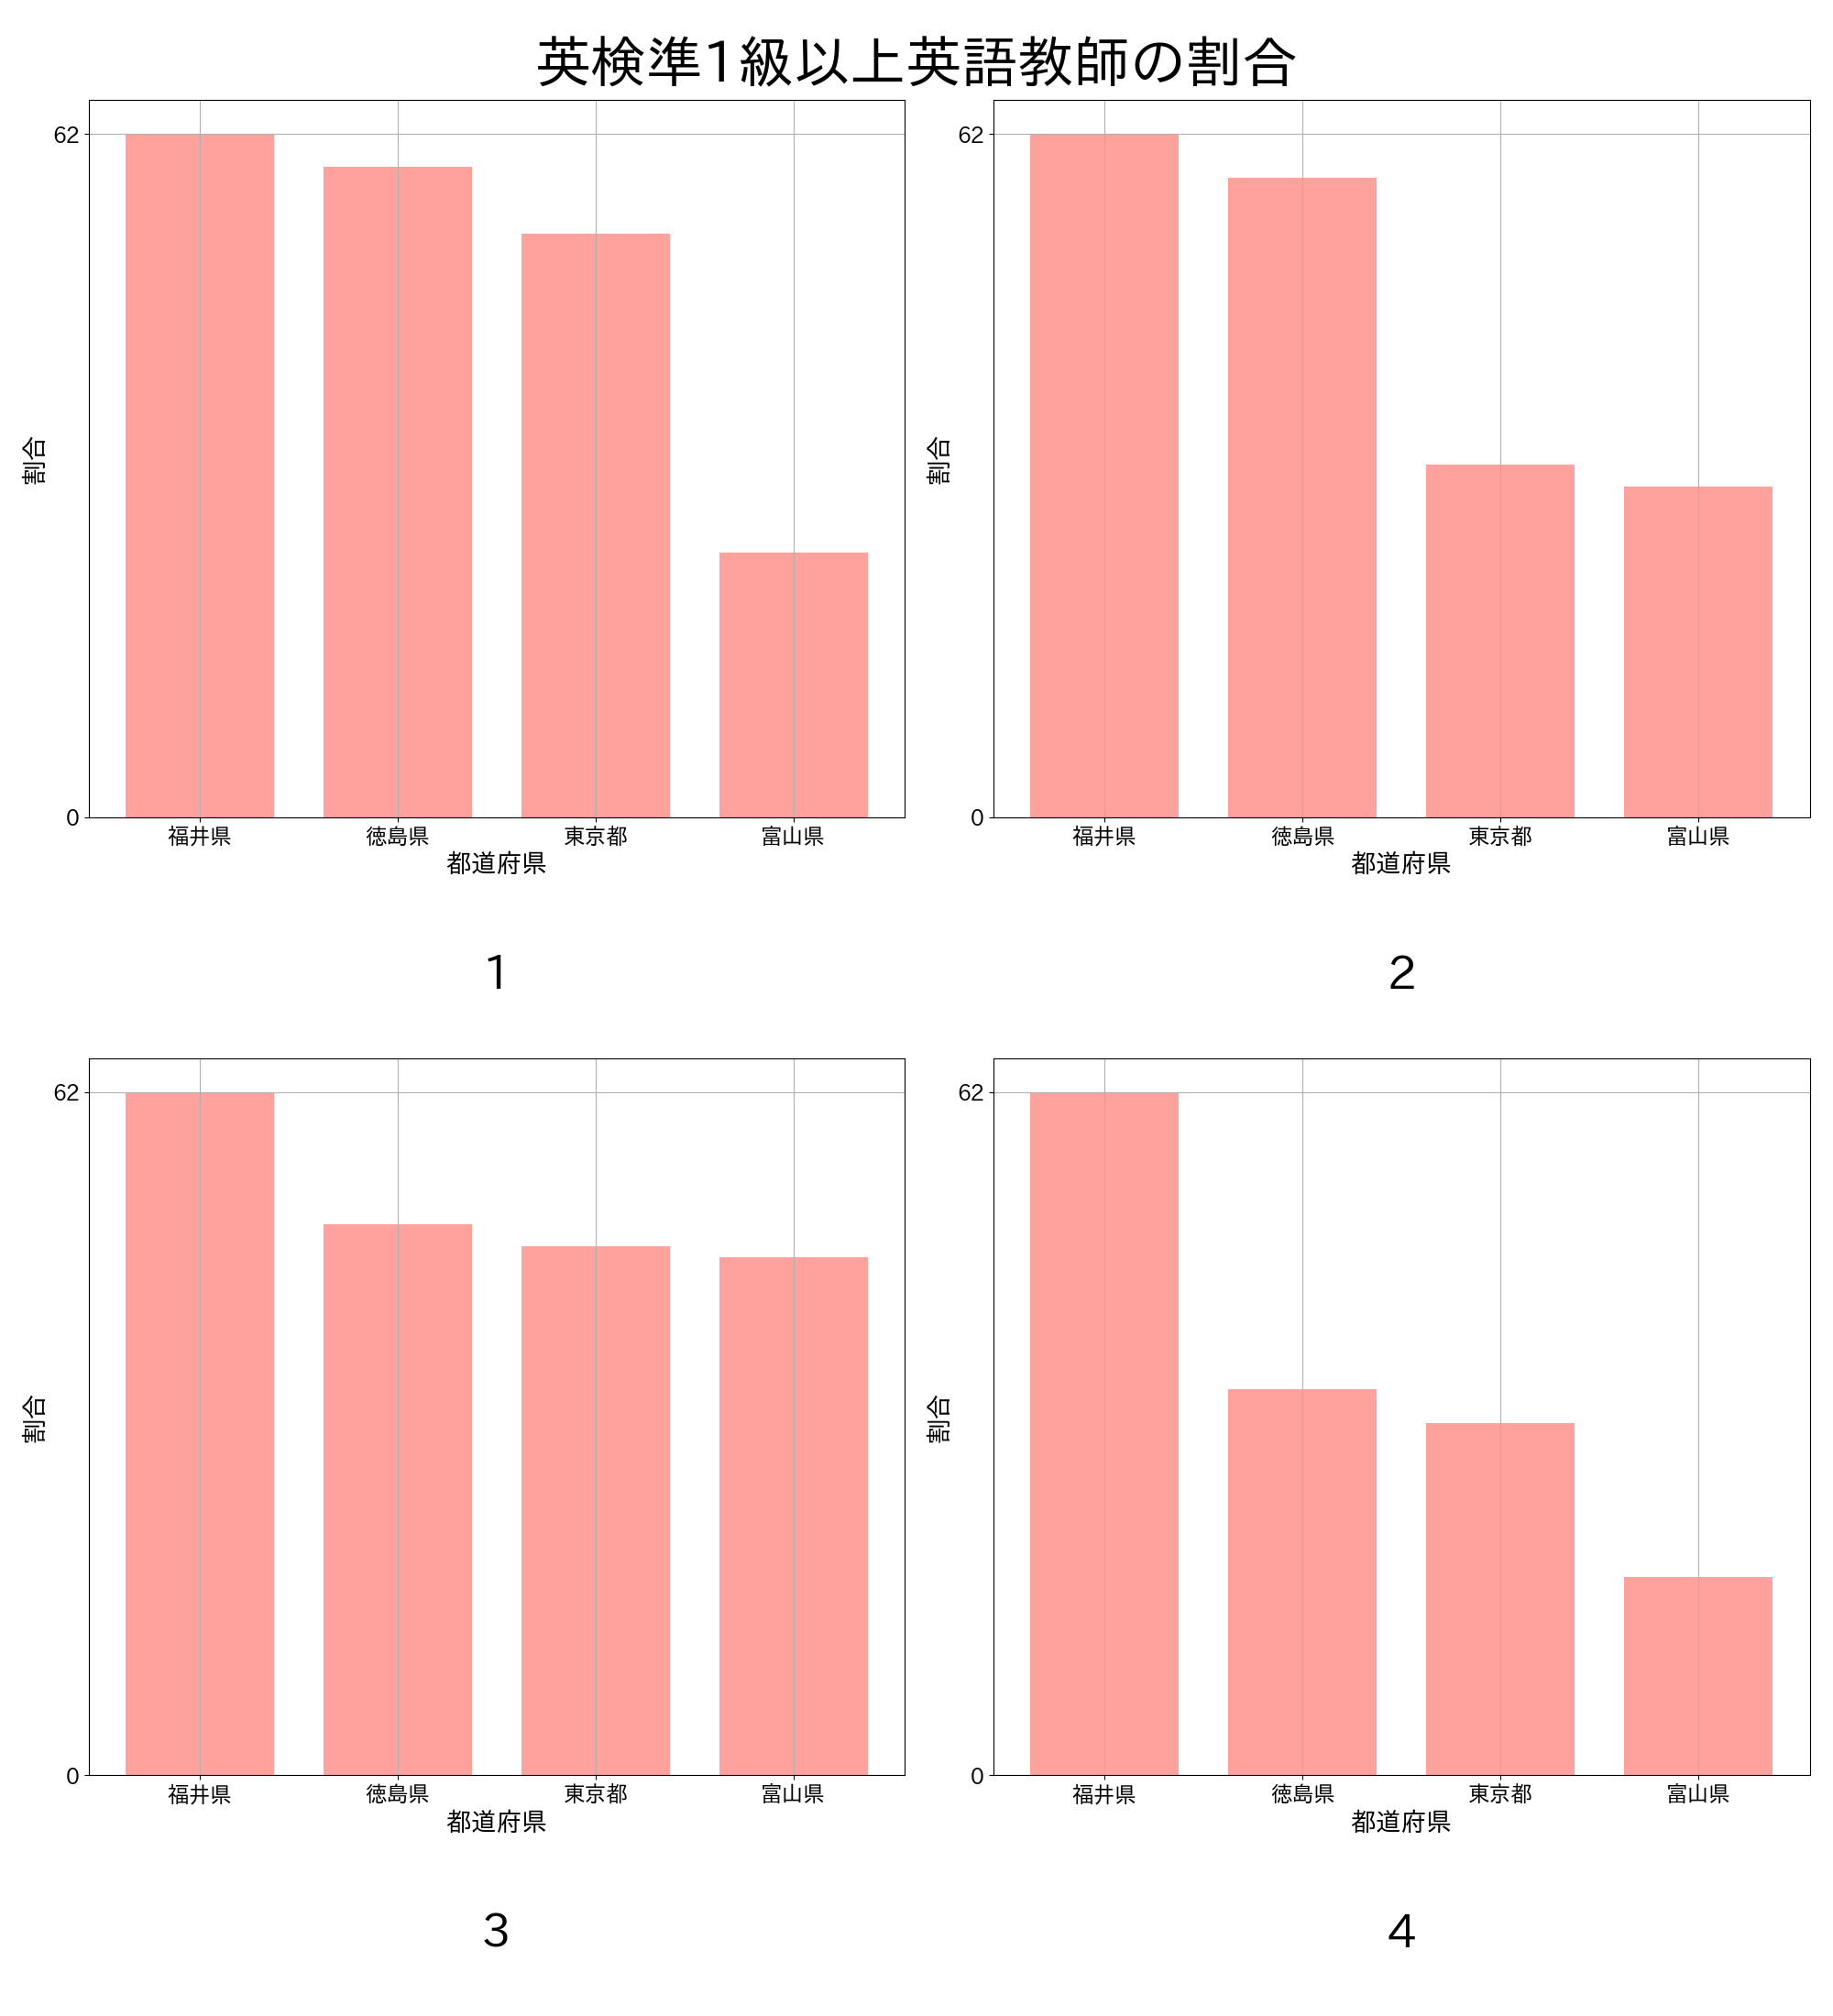 英検準1級以上英語教師の割合
62
0
割合
福井県 徳島県 東京都 富山県
都道府県
1
62
0
割合
福井県 徳島県 東京都 富山県
都道府県
2
62
0
割合
福井県 徳島県 東京都 富山県
都道府県
3
62
0
割合
福井県 徳島県 東京都 富山県
都道府県
4